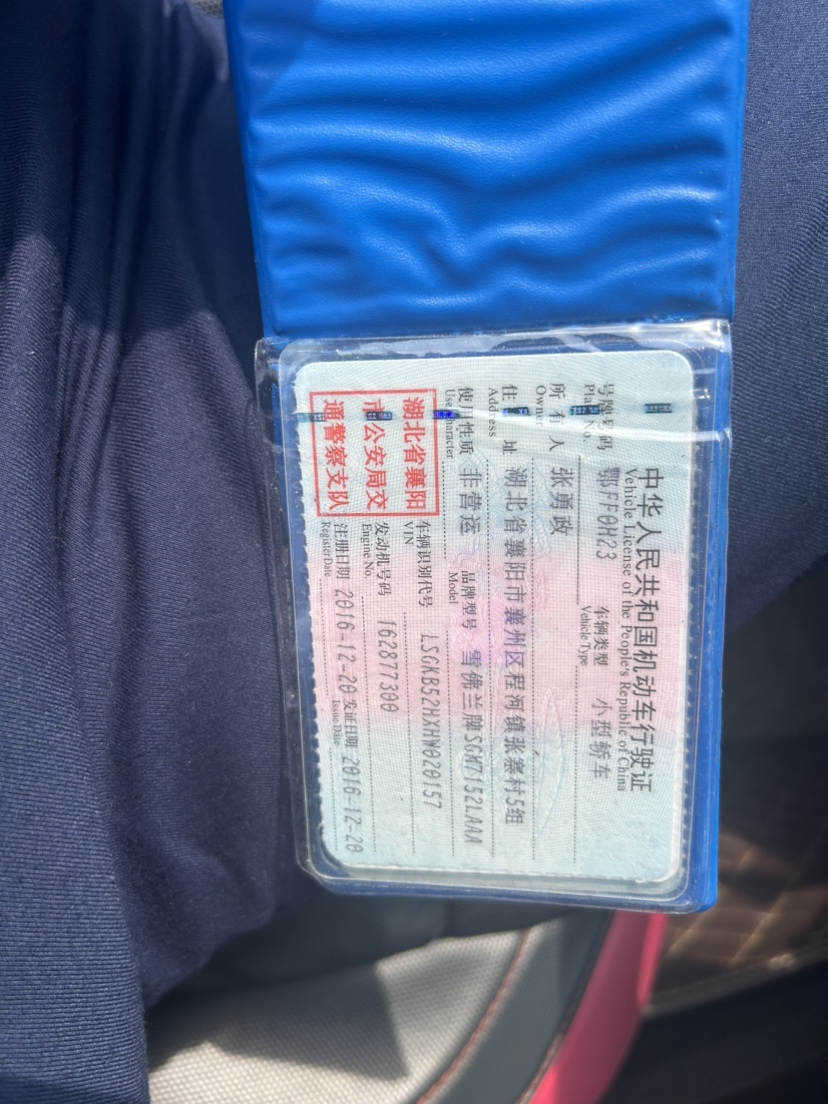 中华人民共和国机动车行驶证
Vehicle License of the People's Republic of China
号牌号码 鄂FF0H23 车辆类型 小型轿车
Plate No. Vehicle Type
所有人 张勇政
Owner
住址 湖北省襄阳市襄州区程河镇张寨村5组
Address
使用性质 非营运 品牌型号 雪佛兰牌SGM7152LAAA
Use Character Model
湖北省襄阳
市公安局交
通警察支队
车辆识别代号 LSGKB52HXHW020157
VIN
发动机号码 162877300
Engine No.
注册日期 2016-12-20 发证日期 2016-12-20
Register Date Issue Date